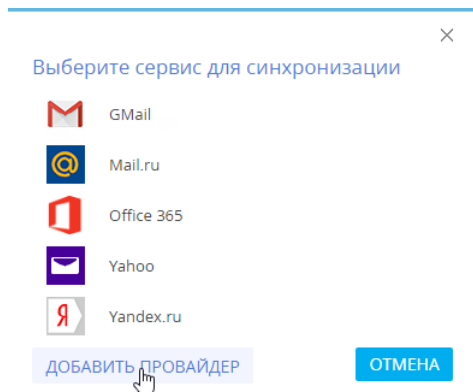 Выберите сервис для синхронизации
GMail
Mail.ru
Office 365
Yahoo
Yandex.ru
ДОБАВИТЬ ПРОВАЙДЕР
ОТМЕНА